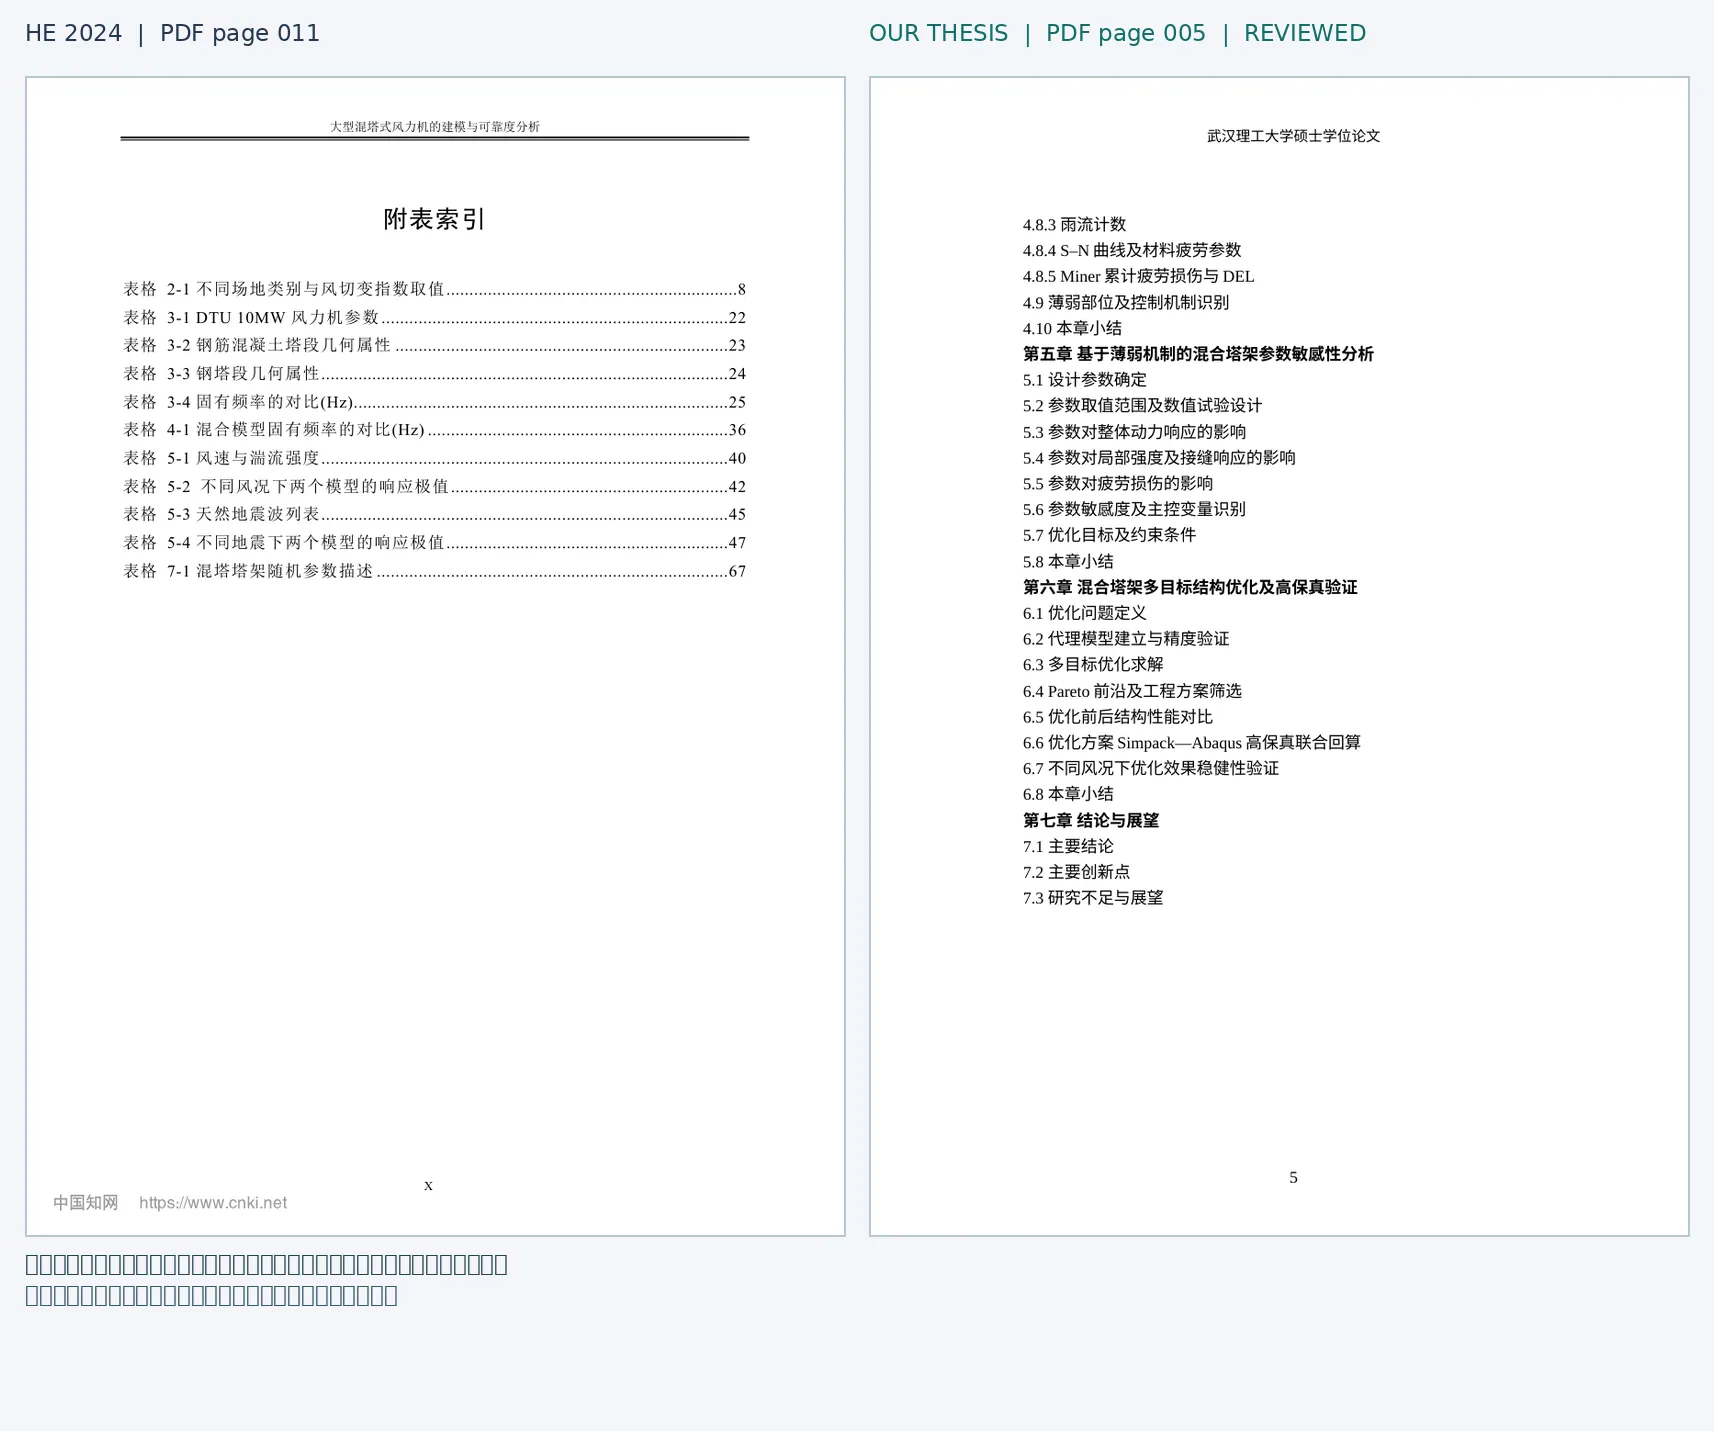 HE 2024 | PDF page 011
大型混塔式风力机的建模与可靠度分析
附表索引
表格 2-1 不同场地类别与风切变指数取值................................................................8
表格 3-1 DTU 10MW 风力机参数............................................................................22
表格 3-2 钢筋混凝土塔段几何属性 .........................................................................23
表格 3-3 钢塔段几何属性.........................................................................................24
表格 3-4 固有频率的对比(Hz)..................................................................................25
表格 4-1 混合模型固有频率的对比(Hz) ..................................................................36
表格 5-1 风速与湍流强度.........................................................................................40
表格 5-2 不同风况下两个模型的响应极值.............................................................42
表格 5-3 天然地震波列表.........................................................................................45
表格 5-4 不同地震下两个模型的响应极值..............................................................47
表格 7-1 混塔塔架随机参数描述 .............................................................................67
X
中国知网 https://www.cnki.net
OUR THESIS | PDF page 005 | REVIEWED
武汉理工大学硕士学位论文
4.8.3 雨流计数
4.8.4 S–N 曲线及材料疲劳参数
4.8.5 Miner 累计疲劳损伤与 DEL
4.9 薄弱部位及控制机制识别
4.10 本章小结
第五章 基于薄弱机制的混合塔架参数敏感性分析
5.1 设计参数确定
5.2 参数取值范围及数值试验设计
5.3 参数对整体动力响应的影响
5.4 参数对局部强度及接缝响应的影响
5.5 参数对疲劳损伤的影响
5.6 参数敏感度及主控变量识别
5.7 优化目标及约束条件
5.8 本章小结
第六章 混合塔架多目标结构优化及高保真验证
6.1 优化问题定义
6.2 代理模型建立与精度验证
6.3 多目标优化求解
6.4 Pareto 前沿及工程方案筛选
6.5 优化前后结构性能对比
6.6 优化方案 Simpack—Abaqus 高保真联合回算
6.7 不同风况下优化效果稳健性验证
6.8 本章小结
第七章 结论与展望
7.1 主要结论
7.2 主要创新点
7.3 研究不足与展望
5